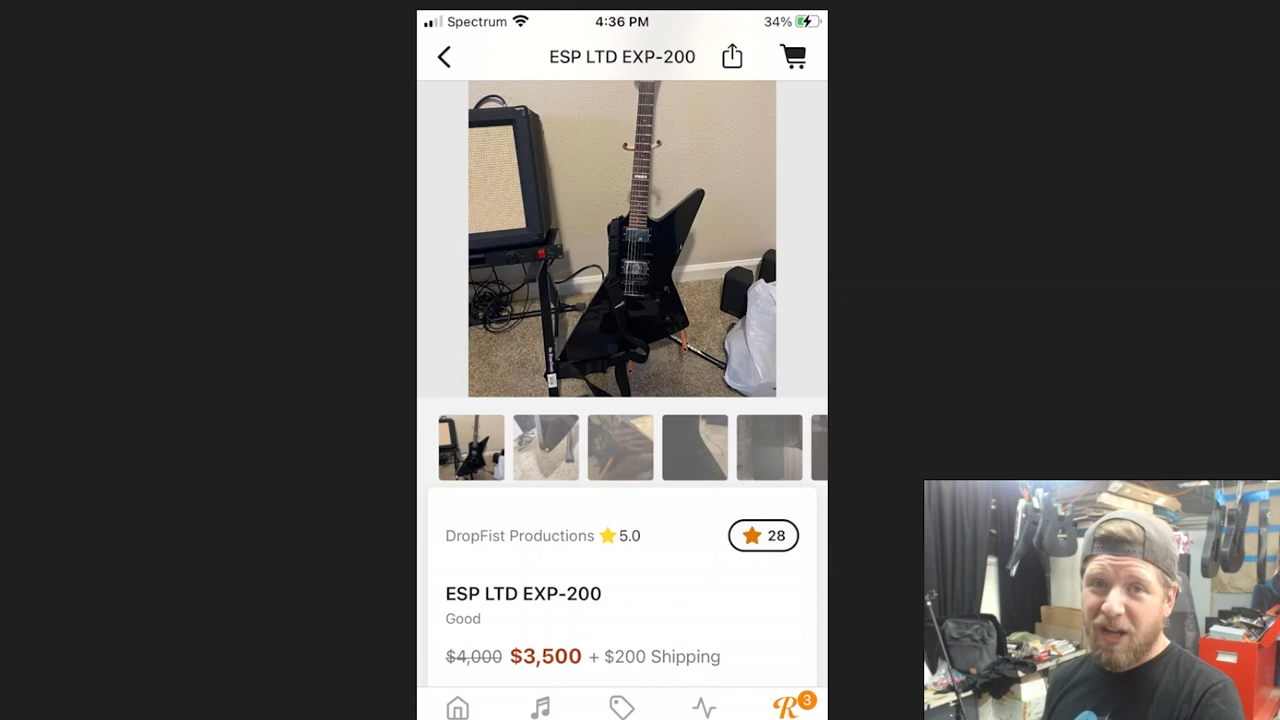 Spectrum 4:36 PM 34%
ESP LTD EXP-200
DropFist Productions 5.0
28
ESP LTD EXP-200
Good
$4,000 $3,500 + $200 Shipping
R 3